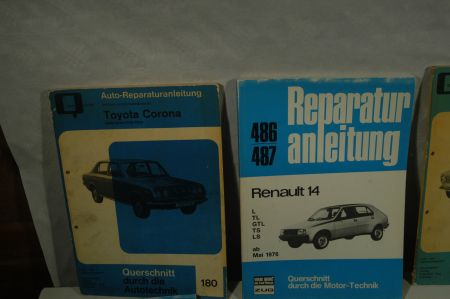 Auto-Reparaturanleitung
Toyota Corona
Querschnitt
durch die
Autotechnik
180
Reparatur
anleitung
486
487
Renault 14
L
TL
GTL
TS
LS
ab
Mai 1976
Querschnitt
durch die Motor-Technik
ZUG